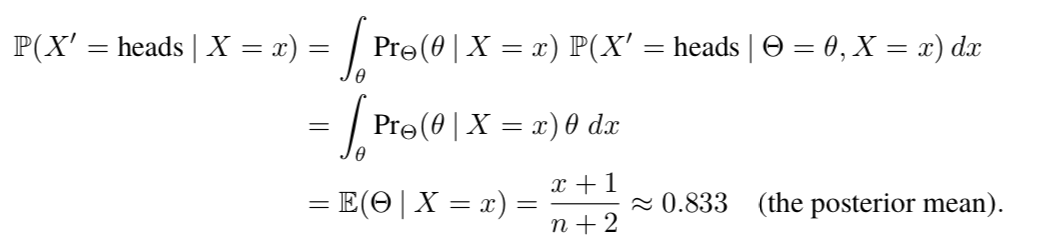 ℙ(X′ = heads | X = x) = ∫_θ Pr_Θ(θ | X = x) ℙ(X′ = heads | Θ = θ, X = x) dx
= ∫_θ Pr_Θ(θ | X = x) θ dx
= 𝔼(Θ | X = x) = (x + 1)/(n + 2) ≈ 0.833 (the posterior mean).